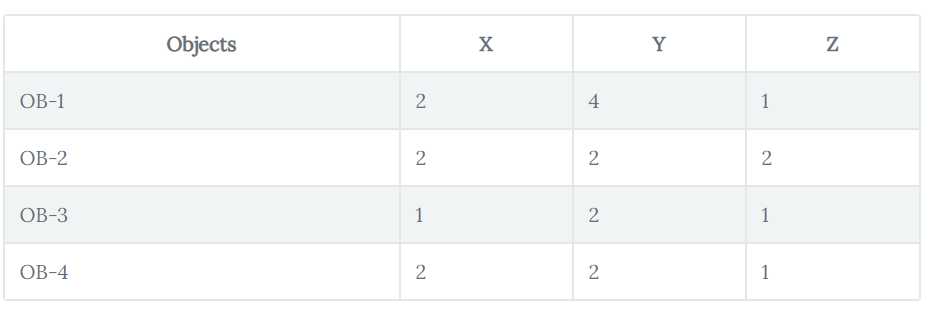 Objects X Y Z
OB-1 2 4 1
OB-2 2 2 2
OB-3 1 2 1
OB-4 2 2 1